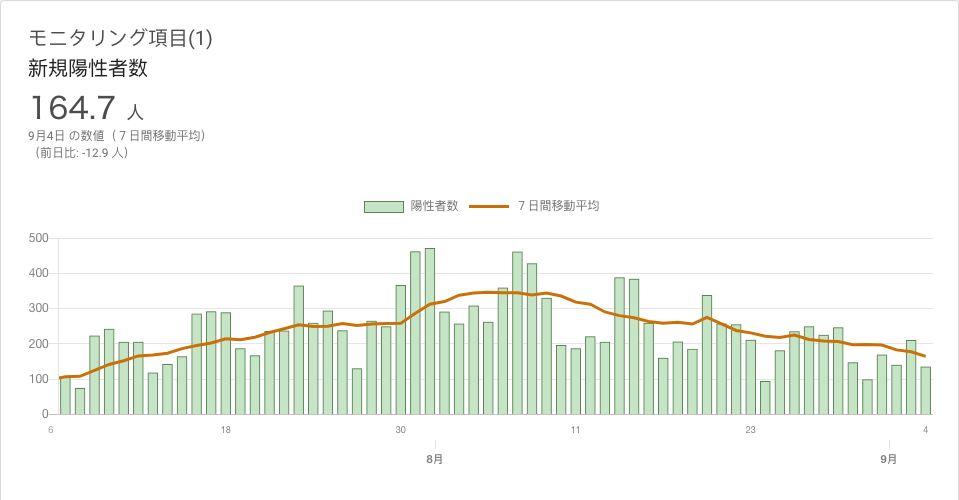 モニタリング項目(1)
新規陽性者数
164.7 人
9月4日 の数値（７日間移動平均）
（前日比: -12.9 人）
陽性者数 ７日間移動平均
500
400
300
200
100
0
6 18 30 11 23 4
8月 9月